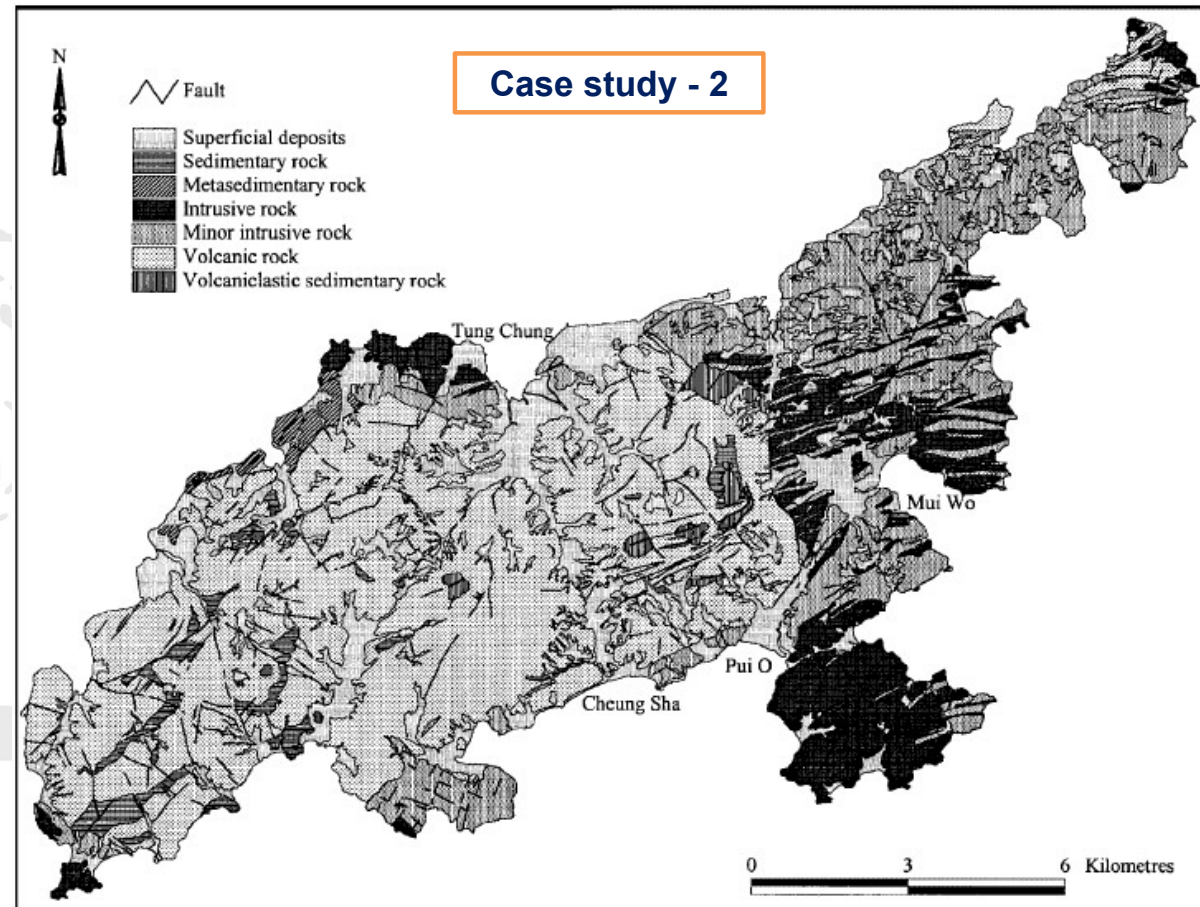 Case study - 2
N
Fault
Superficial deposits
Sedimentary rock
Metasedimentary rock
Intrusive rock
Minor intrusive rock
Volcanic rock
Volcaniclastic sedimentary rock
Tung Chung
Mui Wo
Pui O
Cheung Sha
0 3 6 Kilometres